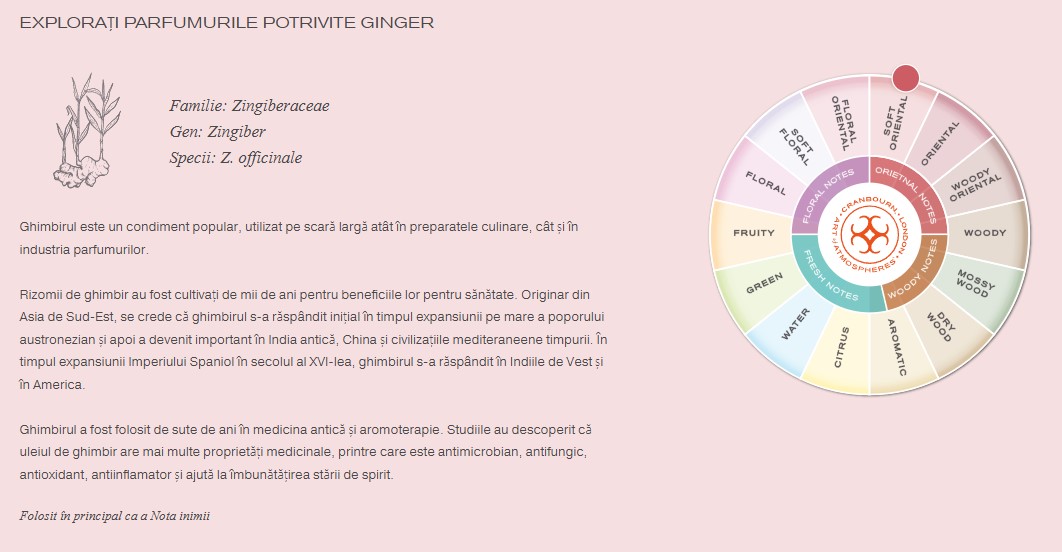 EXPLORAȚI PARFUMURILE POTRIVITE GINGER
Familie: Zingiberaceae
Gen: Zingiber
Specii: Z. officinale
Ghimbirul este un condiment popular, utilizat pe scară largă atât în preparatele culinare, cât și în
industria parfumurilor.
Rizomii de ghimbir au fost cultivați de mii de ani pentru beneficiile lor pentru sănătate. Originar din
Asia de Sud-Est, se crede că ghimbirul s-a răspândit inițial în timpul expansiunii pe mare a poporului
austronezian și apoi a devenit important în India antică, China și civilizațiile mediteraneene timpurii. În
timpul expansiunii Imperiului Spaniol în secolul al XVI-lea, ghimbirul s-a răspândit în Indiile de Vest și
în America.
Ghimbirul a fost folosit de sute de ani în medicina antică și aromoterapie. Studiile au descoperit că
uleiul de ghimbir are mai multe proprietăți medicinale, printre care este antimicrobian, antifungic,
antioxidant, antiinflamator și ajută la îmbunătățirea stării de spirit.
Folosit în principal ca a Nota inimii
FLORAL
ORIENTAL
SOFT
ORIENTAL
ORIENTAL
WOODY
ORIENTAL
WOODY
MOSSY
WOOD
DRY
WOOD
AROMATIC
CITRUS
WATER
GREEN
FRUITY
FLORAL
SOFT
FLORAL
FLORAL NOTES
ORIETNAL NOTES
WOODY NOTES
FRESH NOTES
CRANBOURN • LONDON
ART OF ATMOSPHERES